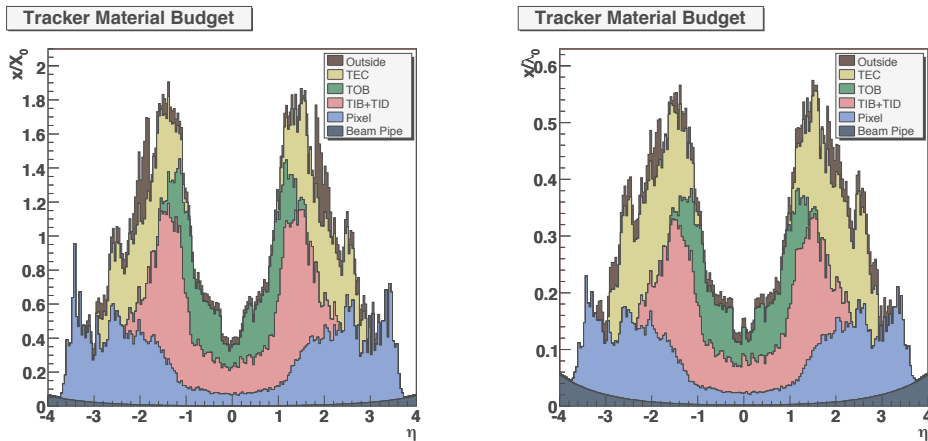 Tracker Material Budget
x/X0
2
1.8
1.6
1.4
1.2
1
0.8
0.6
0.4
0.2
0
Outside
TEC
TOB
TIB+TID
Pixel
Beam Pipe
-4 -3 -2 -1 0 1 2 3 4
η
Tracker Material Budget
x/λ0
0.6
0.5
0.4
0.3
0.2
0.1
0
Outside
TEC
TOB
TIB+TID
Pixel
Beam Pipe
-4 -3 -2 -1 0 1 2 3 4
η